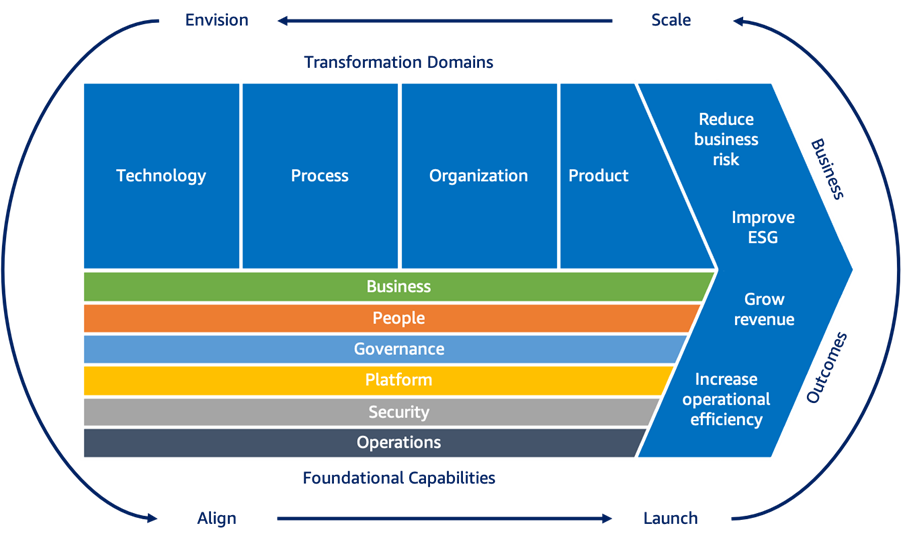 Envision
Scale
Transformation Domains
Technology
Process
Organization
Product
Reduce
business
risk
Improve
ESG
Grow
revenue
Increase
operational
efficiency
Business
Outcomes
Business
People
Governance
Platform
Security
Operations
Foundational Capabilities
Align
Launch